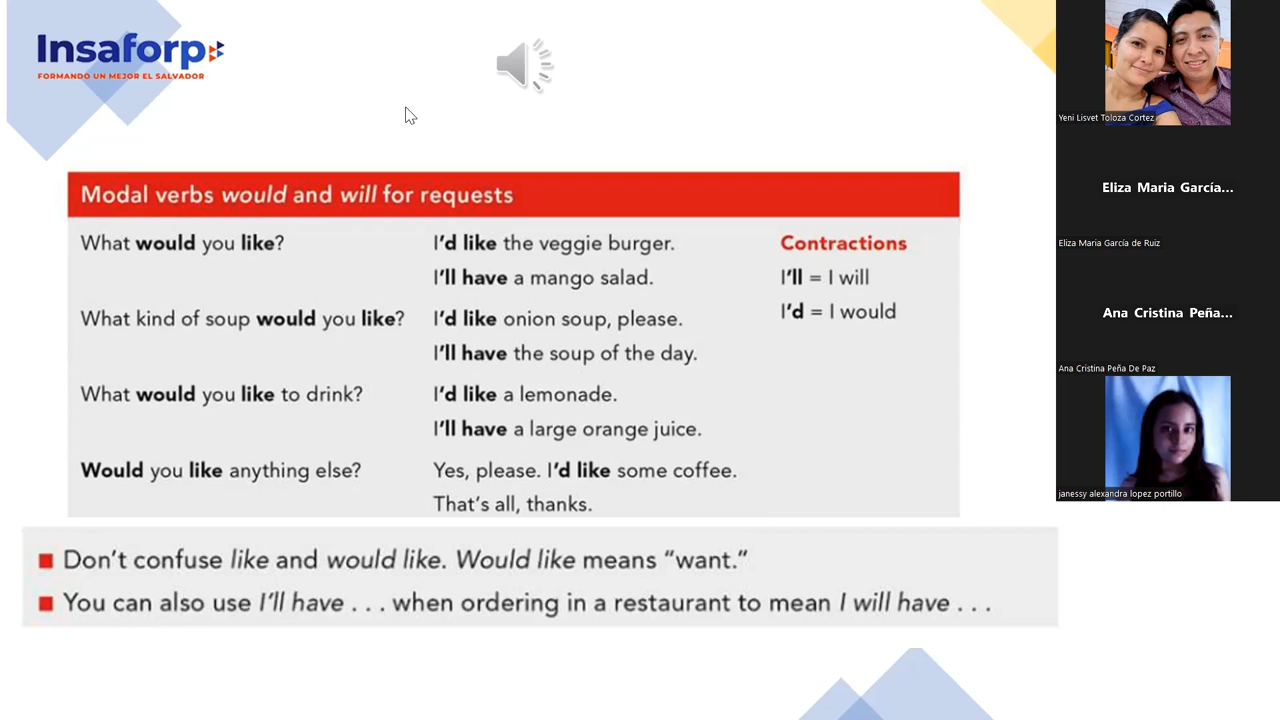 Insaforp
FORMANDO UN MEJOR EL SALVADOR
Modal verbs would and will for requests
What would you like?
I'd like the veggie burger.
I'll have a mango salad.
What kind of soup would you like?
I'd like onion soup, please.
I'll have the soup of the day.
What would you like to drink?
I'd like a lemonade.
I'll have a large orange juice.
Would you like anything else?
Yes, please. I'd like some coffee.
That's all, thanks.
Contractions
I'll = I will
I'd = I would
Don't confuse like and would like. Would like means “want.”
You can also use I'll have . . . when ordering in a restaurant to mean I will have . . .
Yeni Lisvet Toloza Cortez
Eliza Maria García...
Eliza Maria García de Ruiz
Ana Cristina Peña...
Ana Cristina Peña De Paz
janessy alexandra lopez portillo